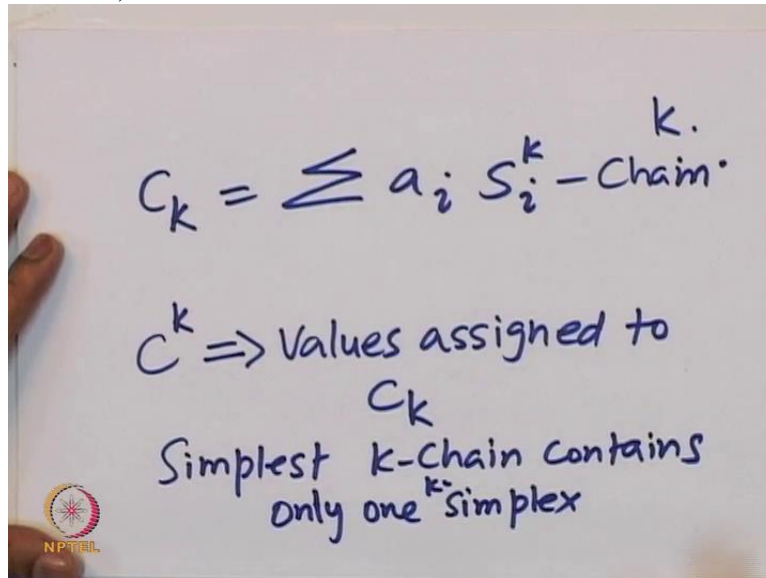 k.
C_k = Σ a_i S_i^k – Chain.
C^k => Values assigned to
C_k
Simplest k-Chain contains
only one k-simplex
NPTEL